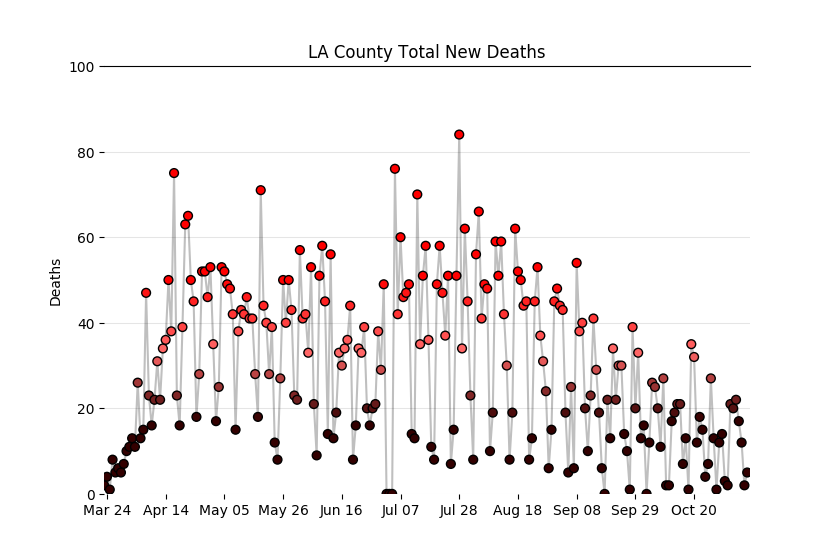 LA County Total New Deaths
100
80
60
40
20
0
Deaths
Mar 24 Apr 14 May 05 May 26 Jun 16 Jul 07 Jul 28 Aug 18 Sep 08 Sep 29 Oct 20